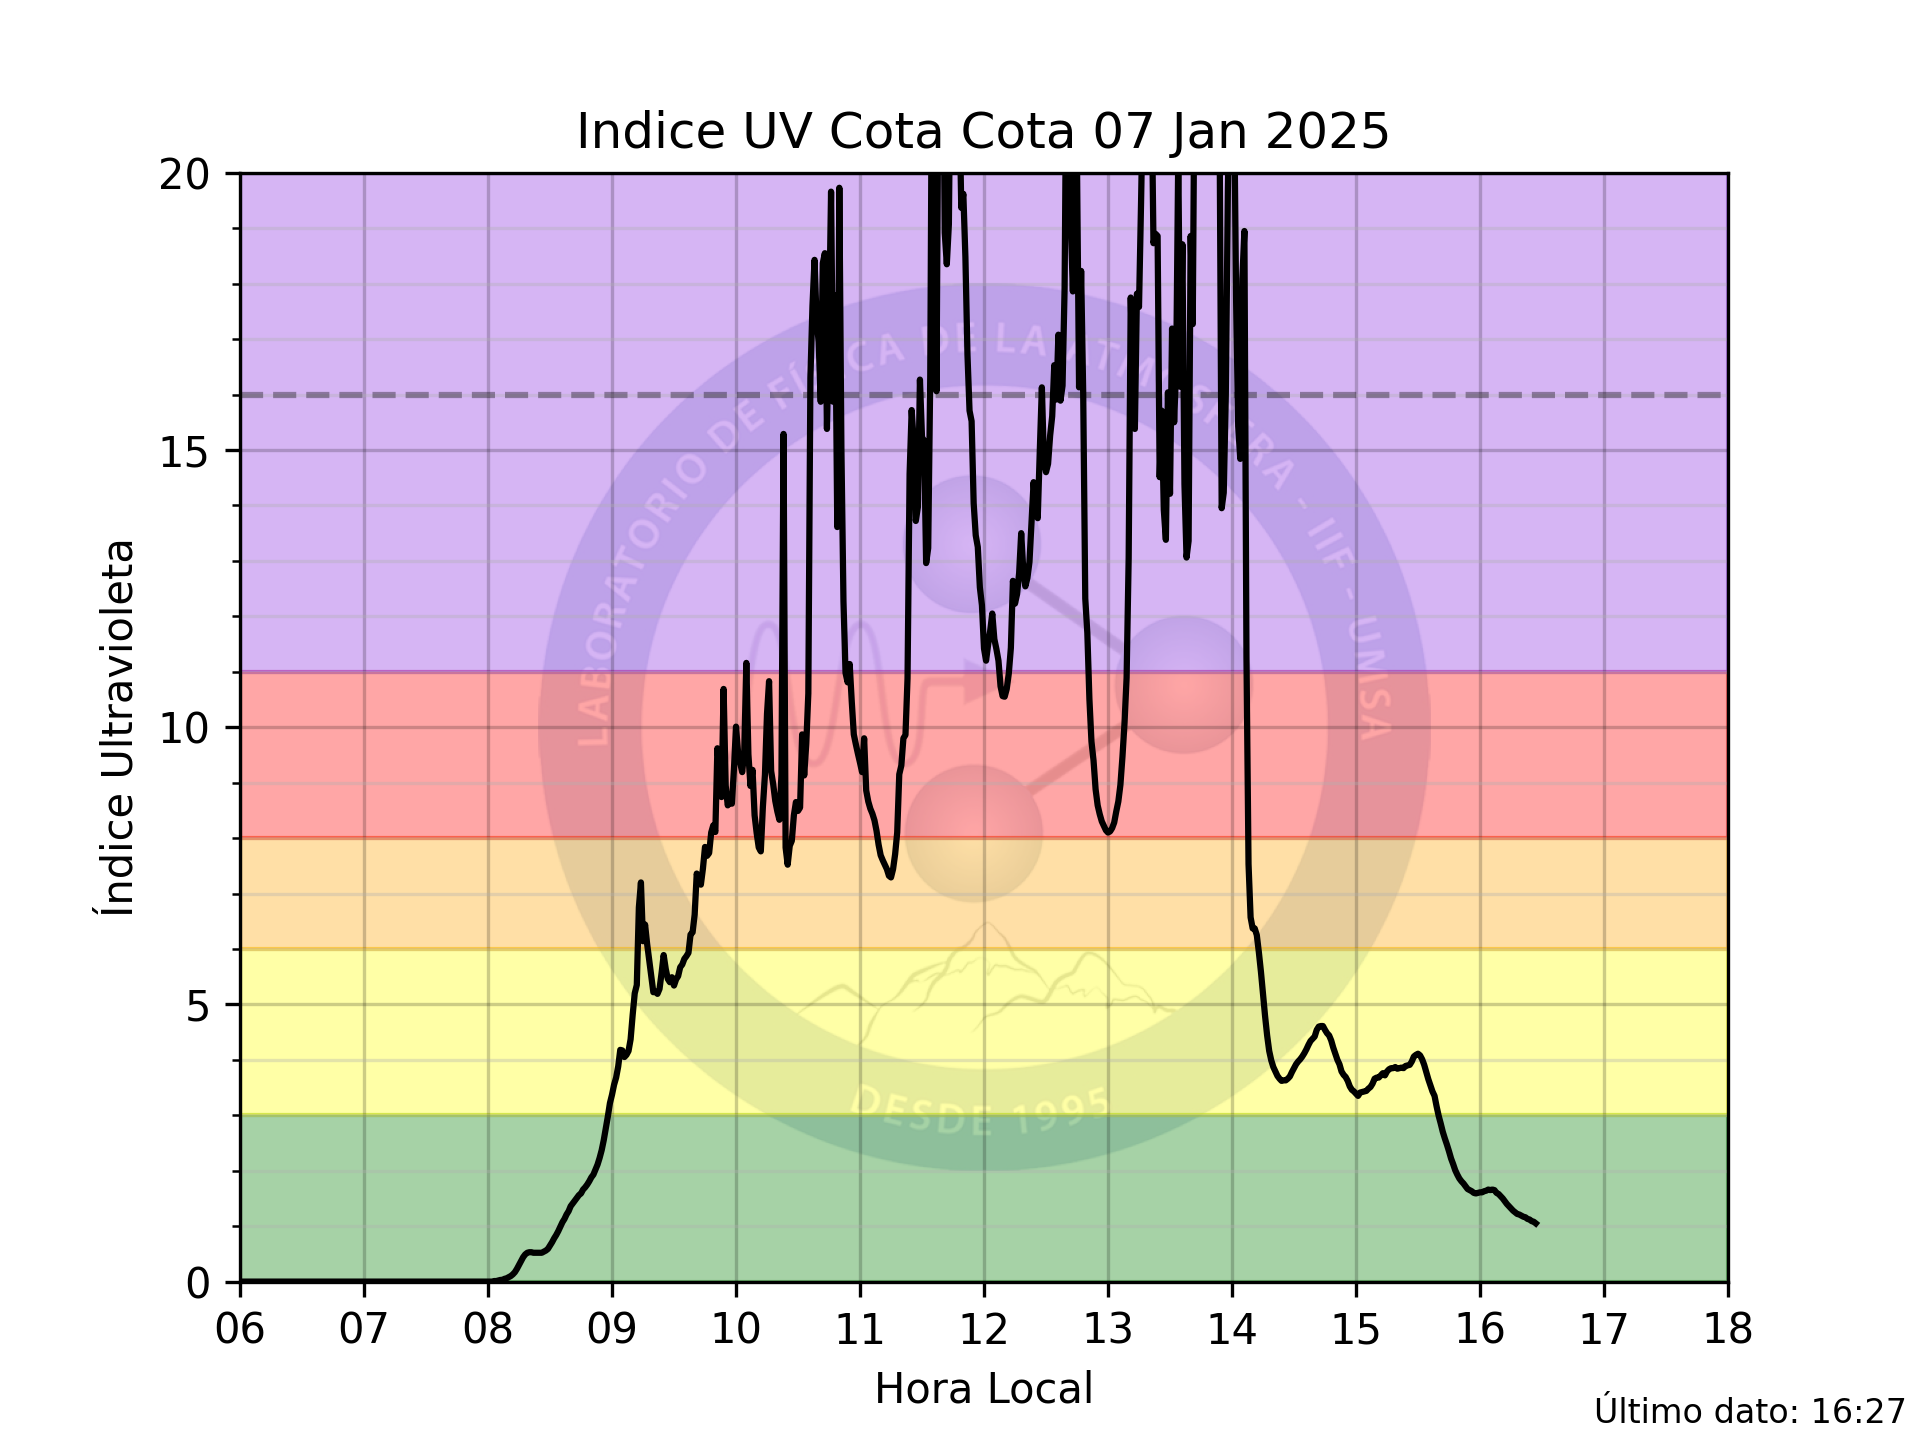 Indice UV Cota Cota 07 Jan 2025
20
15
10
5
0
Índice Ultravioleta
LABORATORIO DE FÍSICA DE LA ATMÓSFERA - IIF - UMSA
DESDE 1995
06 07 08 09 10 11 12 13 14 15 16 17 18
Hora Local
Último dato: 16:27